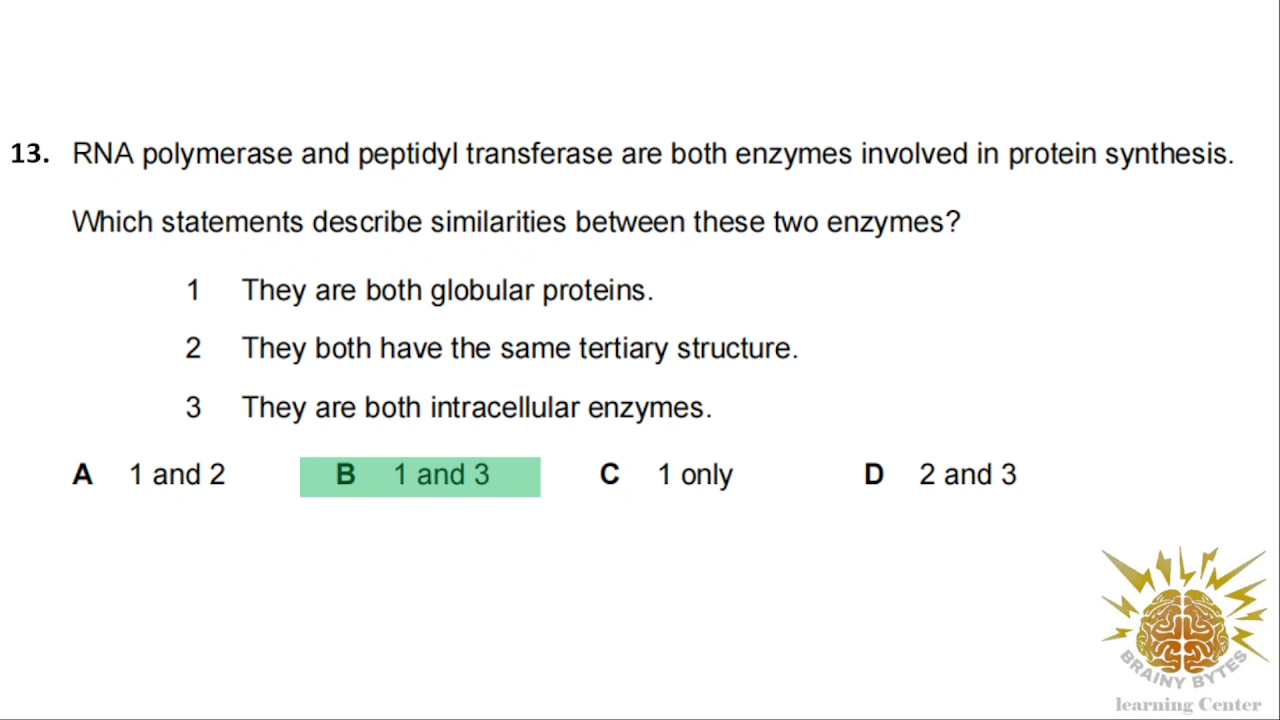 13. RNA polymerase and peptidyl transferase are both enzymes involved in protein synthesis.
Which statements describe similarities between these two enzymes?
1 They are both globular proteins.
2 They both have the same tertiary structure.
3 They are both intracellular enzymes.
A 1 and 2 B 1 and 3 C 1 only D 2 and 3
BRAINY BYTES
learning Center